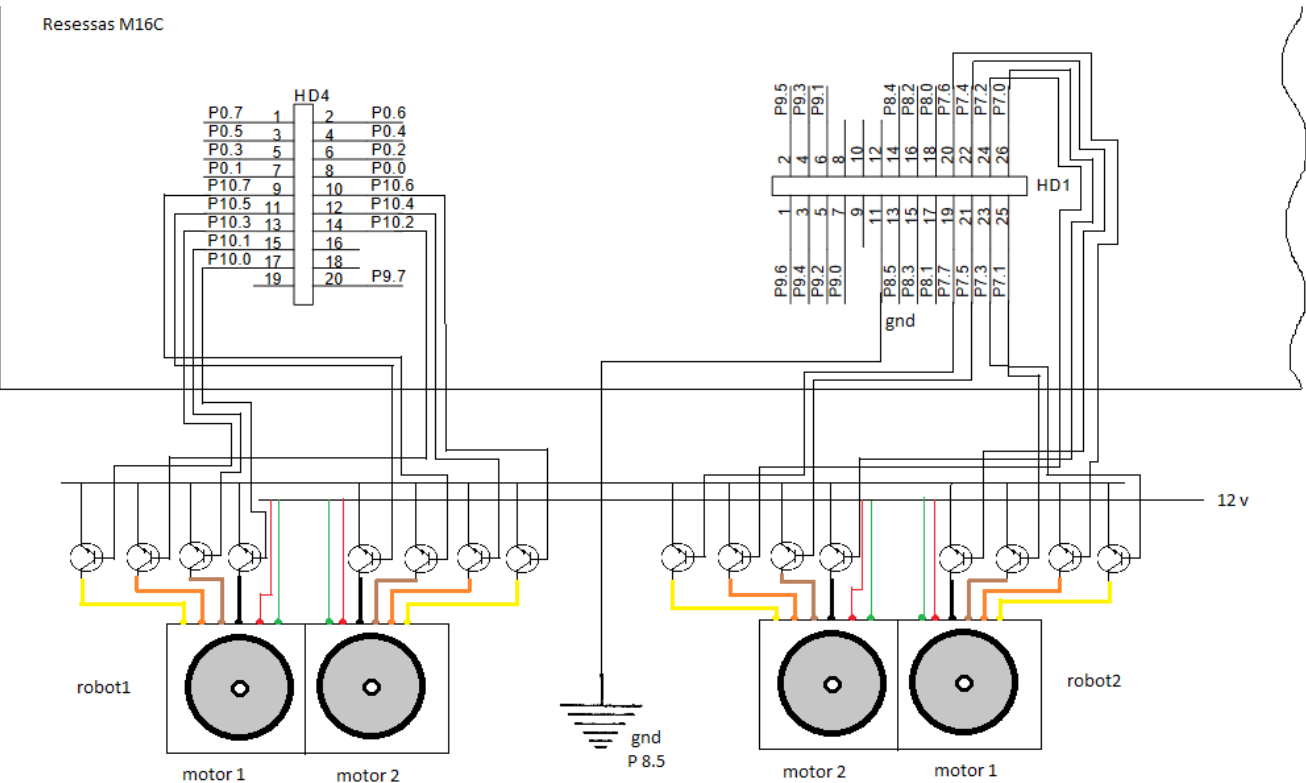 Resessas M16C
HD4
P0.7 1 2 P0.6
P0.5 3 4 P0.4
P0.3 5 6 P0.2
P0.1 7 8 P0.0
P10.7 9 10 P10.6
P10.5 11 12 P10.4
P10.3 13 14 P10.2
P10.1 15 16
P10.0 17 18
19 20 P9.7
P9.5 P9.3 P9.1 P8.4 P8.2 P8.0 P7.6 P7.4 P7.2 P7.0
2 4 6 8 10 12 14 16 18 20 22 24 26
HD1
1 3 5 7 9 11 13 15 17 19 21 23 25
P9.6 P9.4 P9.2 P9.0 P8.5 P8.3 P8.1 P7.7 P7.5 P7.3 P7.1
gnd
12 v
robot1
robot2
gnd
P 8.5
motor 1
motor 2
motor 2
motor 1